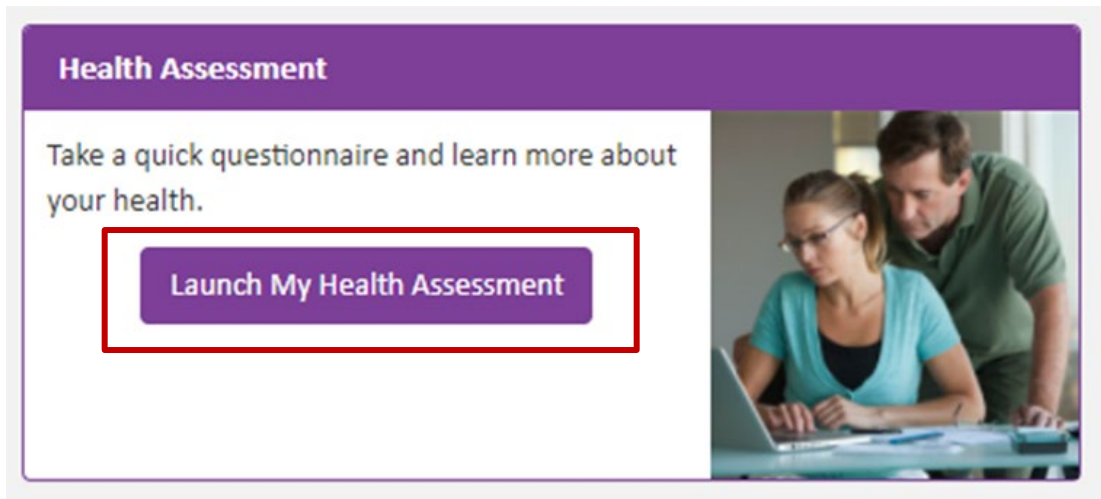 Health Assessment
Take a quick questionnaire and learn more about
your health.
Launch My Health Assessment